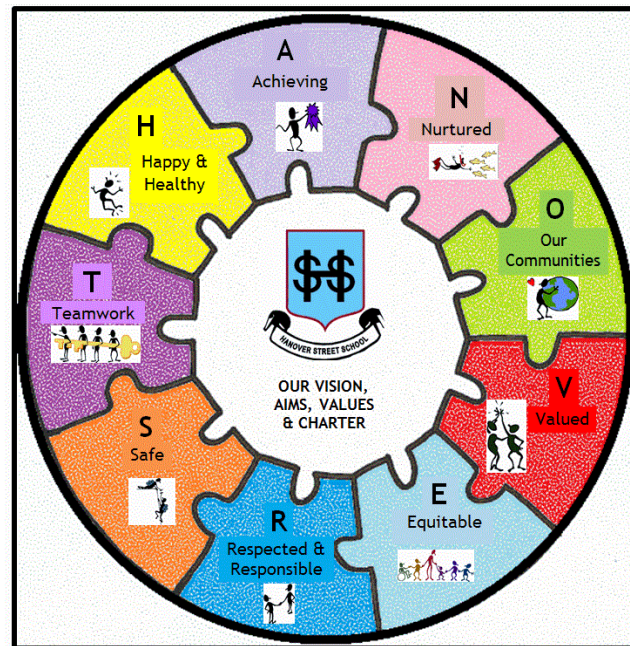 H
Happy &
Healthy
A
Achieving
N
Nurtured
O
Our
Communities
V
Valued
E
Equitable
R
Respected &
Responsible
S
Safe
T
Teamwork
SHS
HANOVER STREET SCHOOL
OUR VISION,
AIMS, VALUES
& CHARTER